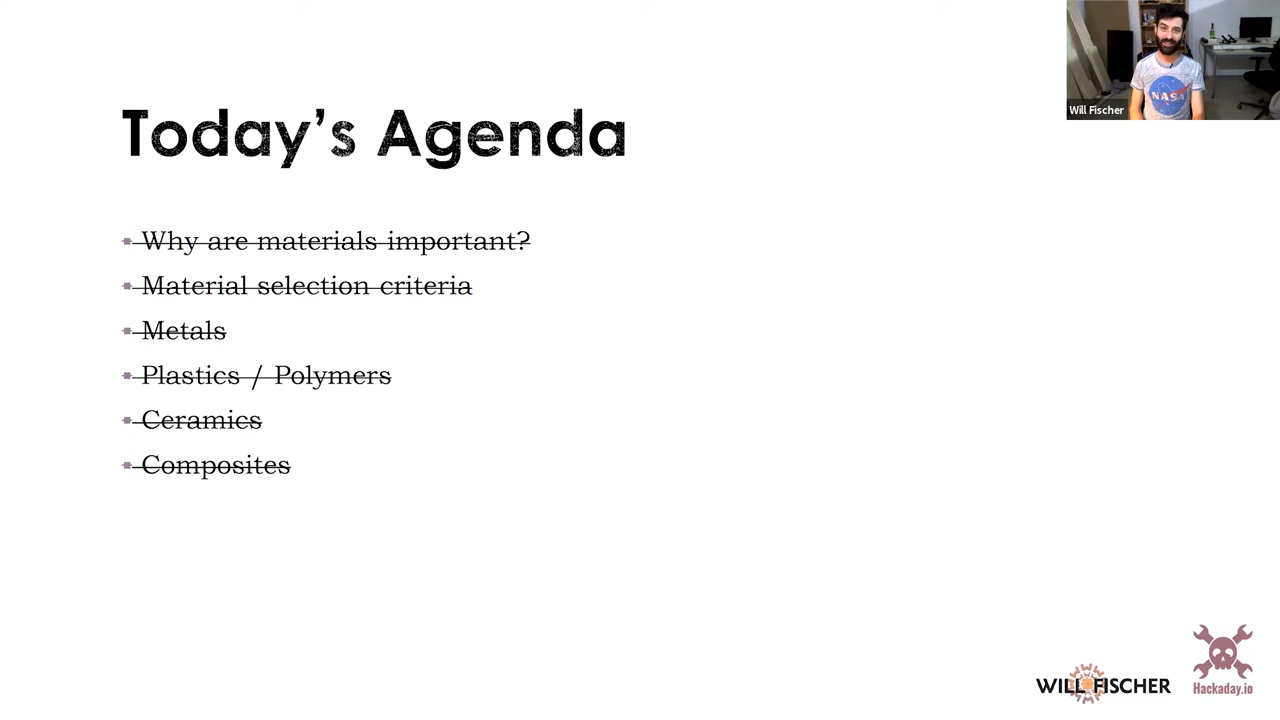 Today's Agenda
Why are materials important?
Material selection criteria
Metals
Plastics / Polymers
Ceramics
Composites
NASA
Will Fischer
WILL FISCHER
Hackaday.io